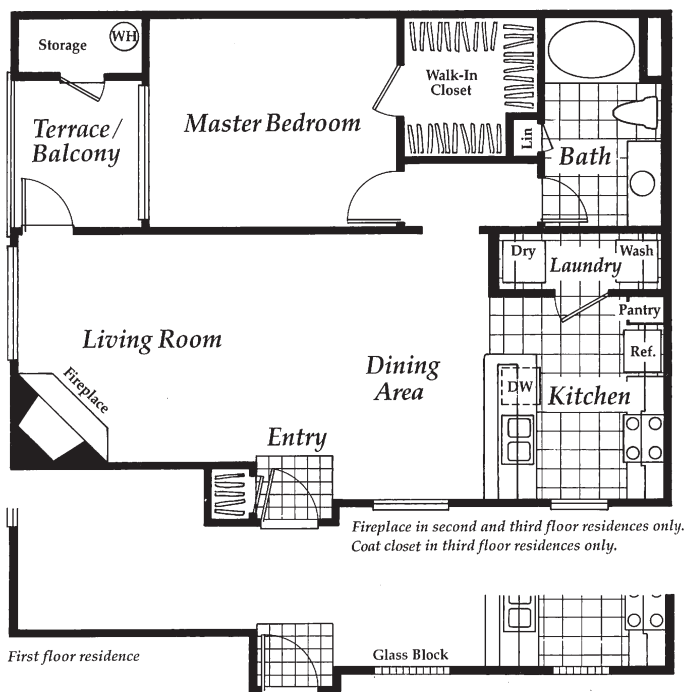 Storage
WH
Walk-In
Closet
Terrace/
Balcony
Master Bedroom
Lin
Bath
Dry
Laundry
Wash
Pantry
Ref.
Living Room
Dining
Area
DW
Kitchen
Fireplace
Entry
Fireplace in second and third floor residences only.
Coat closet in third floor residences only.
First floor residence
Glass Block